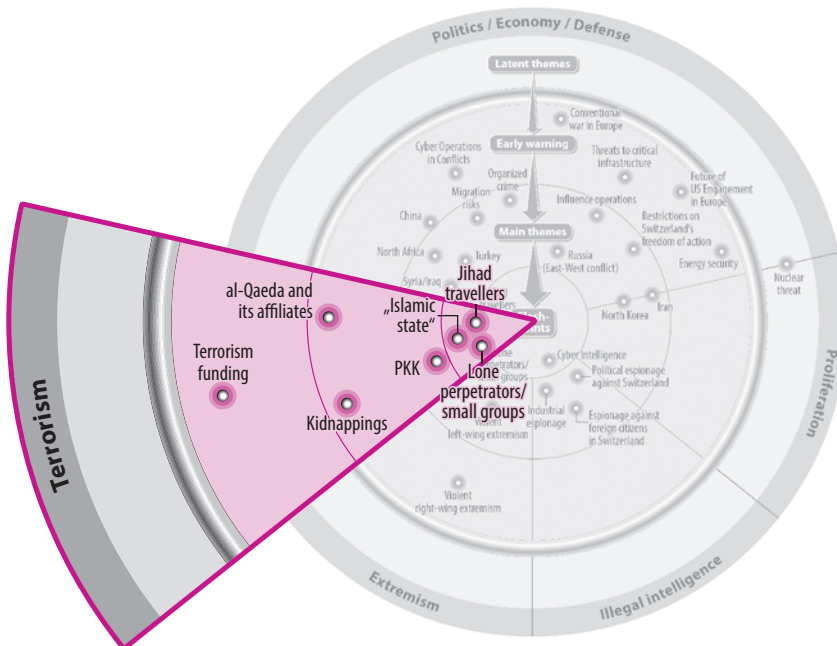 Politics / Economy / Defense
Latent themes
Conventional
war in Europe
Early warning
Cyber Operations
in Conflicts
Threats to critical
infrastructure
Organized
crime
Future of
US Engagement
in Europe
Migration
risks
Influence operations
China
Restrictions on
Switzerland's
freedom of action
Main themes
North Africa
Turkey
Russia
(East-West conflict)
Energy security
Nuclear
threat
Syria/Iraq
Jihad
travellers
al-Qaeda and
its affiliates
„Islamic
state“
North Korea
Iran
PKK
Lone
perpetrators/
small groups
Cyber Intelligence
Political espionage
against Switzerland
Terrorism
funding
Kidnappings
Industrial
espionage
Espionage against
foreign citizens
in Switzerland
left-wing extremism
Violent
right-wing extremism
Terrorism
Proliferation
Extremism
Illegal intelligence